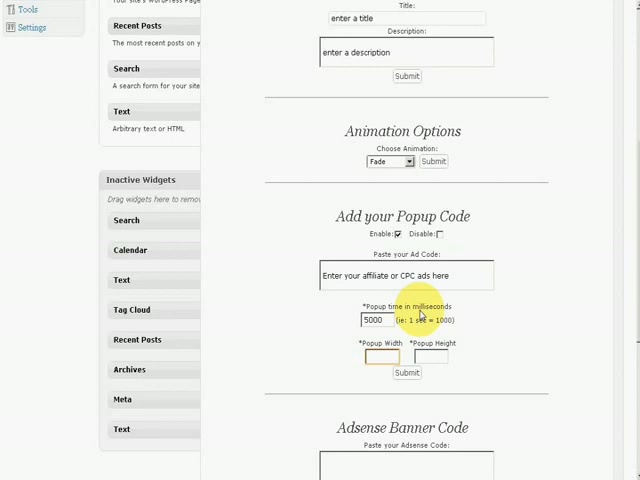 Tools
Settings
Your site's WordPress Page
Recent Posts
The most recent posts on y
Search
A search form for your site
Text
Arbitrary text or HTML
Inactive Widgets
Drag widgets here to remov
Search
Calendar
Text
Tag Cloud
Recent Posts
Archives
Meta
Text
Title:
enter a title
Description:
enter a description
Submit
Animation Options
Choose Animation:
Fade
Submit
Add your Popup Code
Enable: Disable:
Paste your Ad Code:
Enter your affiliate or CPC ads here
*Popup time in milliseconds
5000 (ie: 1 sec = 1000)
*Popup Width *Popup Height
Submit
Adsense Banner Code
Paste your Adsense Code: